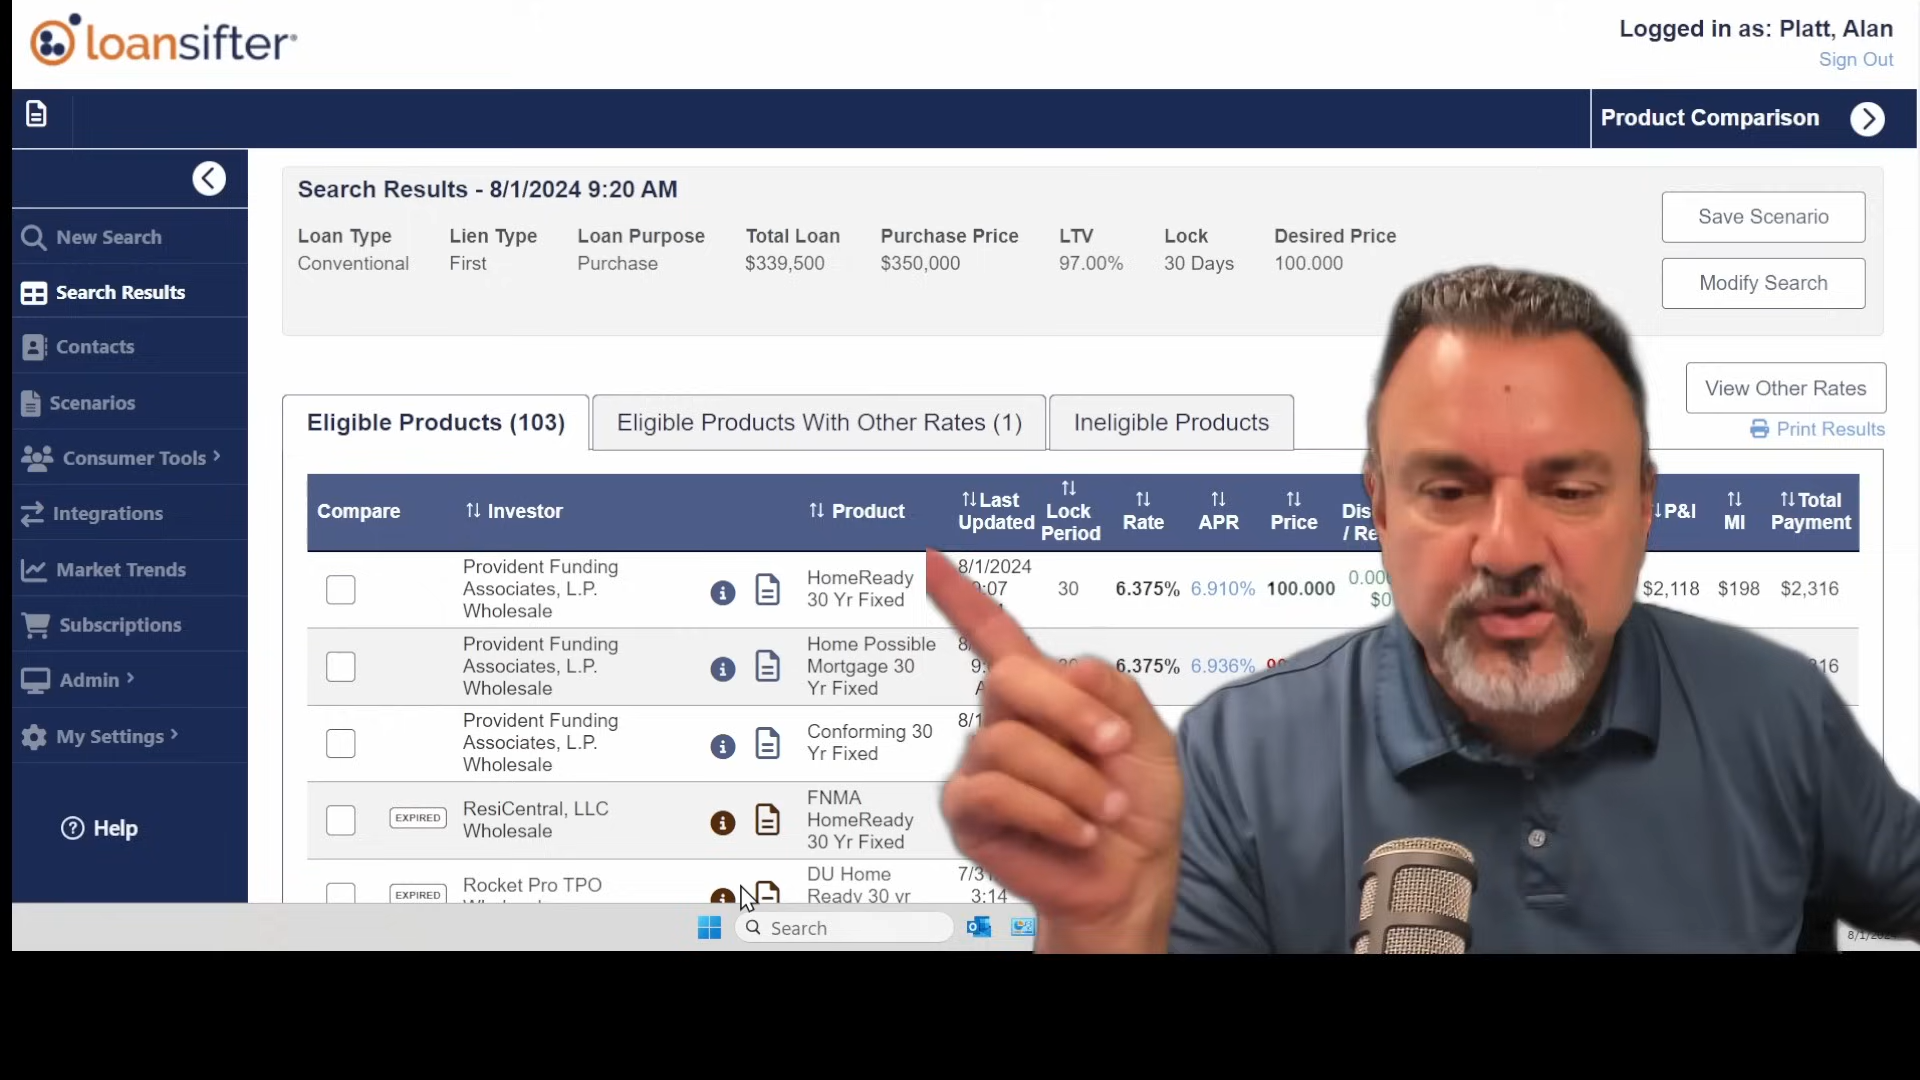 loansifter
Logged in as: Platt, Alan
Sign Out
Product Comparison
Search Results - 8/1/2024 9:20 AM
Loan Type
Lien Type
Loan Purpose
Total Loan
Purchase Price
LTV
Lock
Desired Price
Conventional
First
Purchase
$339,500
$350,000
97.00%
30 Days
100.000
Save Scenario
Modify Search
New Search
Search Results
Contacts
Scenarios
Consumer Tools
Integrations
Market Trends
Subscriptions
Admin
My Settings
Help
View Other Rates
Print Results
Eligible Products (103)
Eligible Products With Other Rates (1)
Ineligible Products
Compare
Investor
Product
Last
Updated
Lock
Period
Rate
APR
Price
P&I
MI
Total
Payment
Provident Funding
Associates, L.P.
Wholesale
HomeReady
30 Yr Fixed
8/1/2024
30
6.375%
6.910%
100.000
$2,118
$198
$2,316
Provident Funding
Associates, L.P.
Wholesale
Home Possible
Mortgage 30
Yr Fixed
6.375%
6.936%
Provident Funding
Associates, L.P.
Wholesale
Conforming 30
Yr Fixed
EXPIRED
ResiCentral, LLC
Wholesale
FNMA
HomeReady
30 Yr Fixed
EXPIRED
Rocket Pro TPO
DU Home
Ready 30 yr
3:14
Search